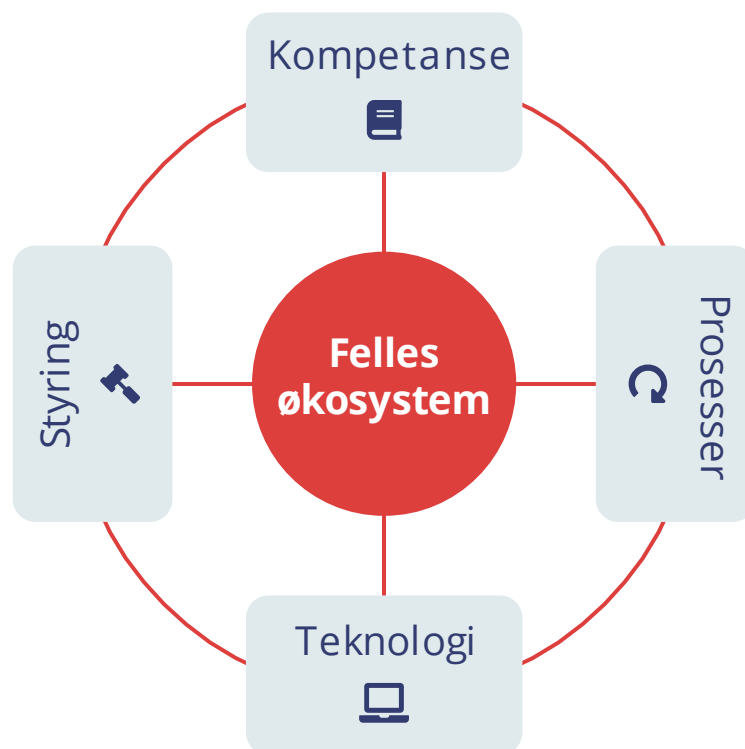 Kompetanse
Styring
Felles
økosystem
Prosesser
Teknologi